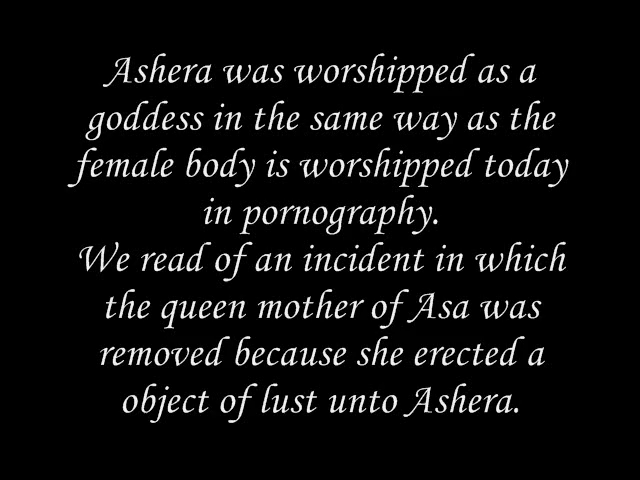 Ashera was worshipped as a
goddess in the same way as the
female body is worshipped today
in pornography.
We read of an incident in which
the queen mother of Asa was
removed because she erected a
object of lust unto Ashera.